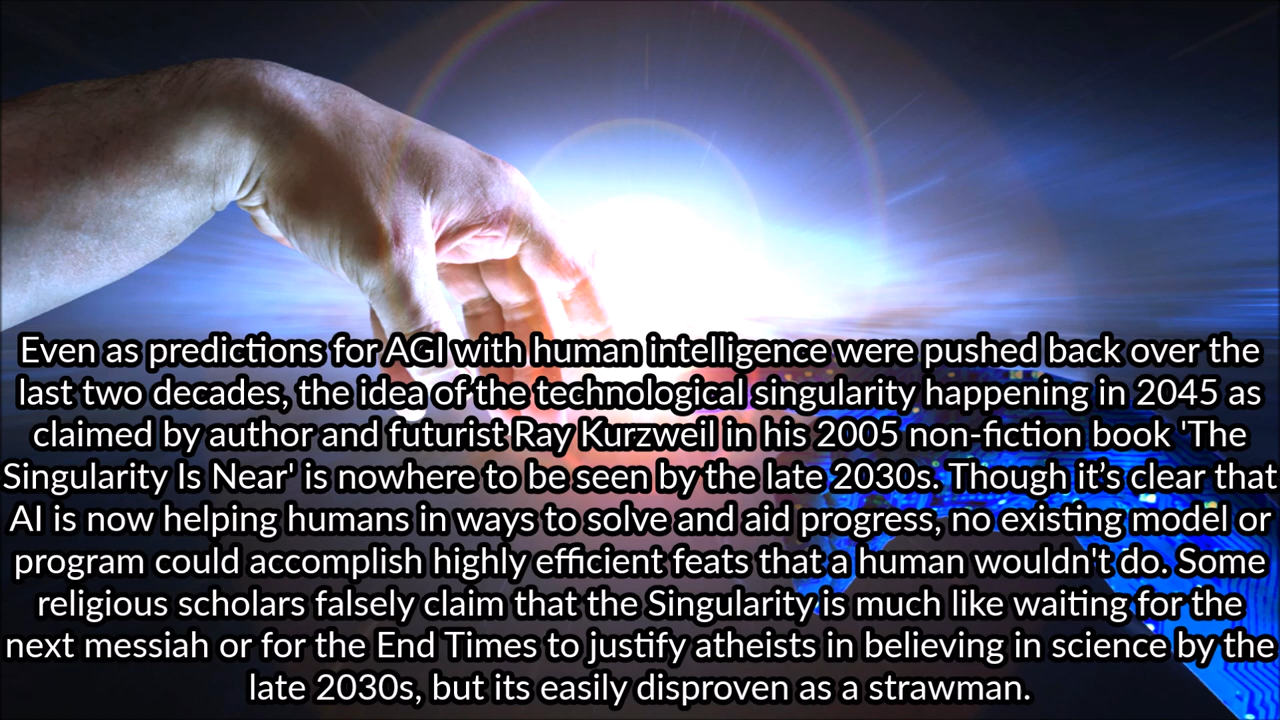 Even as predictions for AGI with human intelligence were pushed back over the
last two decades, the idea of the technological singularity happening in 2045 as
claimed by author and futurist Ray Kurzweil in his 2005 non-fiction book 'The
Singularity Is Near' is nowhere to be seen by the late 2030s. Though it’s clear that
AI is now helping humans in ways to solve and aid progress, no existing model or
program could accomplish highly efficient feats that a human wouldn't do. Some
religious scholars falsely claim that the Singularity is much like waiting for the
next messiah or for the End Times to justify atheists in believing in science by the
late 2030s, but its easily disproven as a strawman.